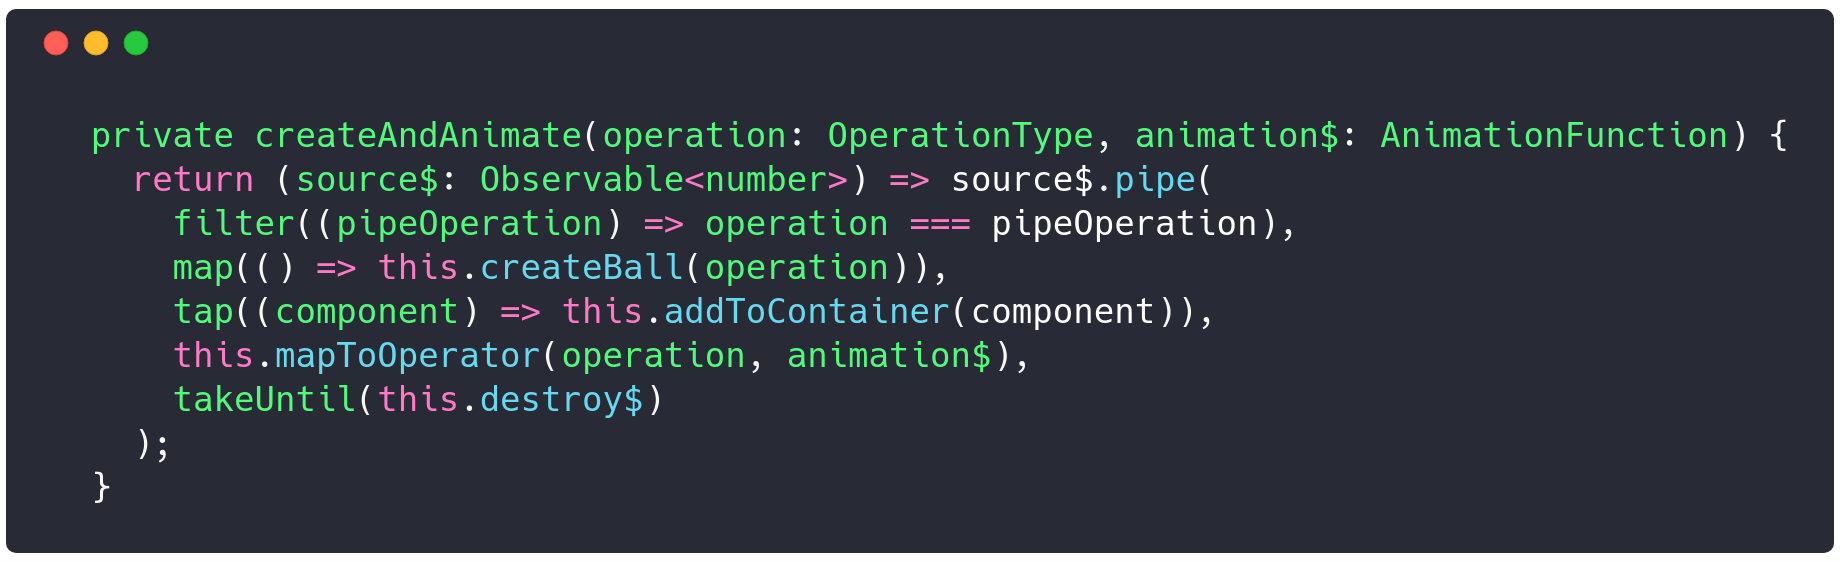 private createAndAnimate(operation: OperationType, animation$: AnimationFunction) {
  return (source$: Observable<number>) => source$.pipe(
    filter((pipeOperation) => operation === pipeOperation),
    map(() => this.createBall(operation)),
    tap((component) => this.addToContainer(component)),
    this.mapToOperator(operation, animation$),
    takeUntil(this.destroy$)
  );
}